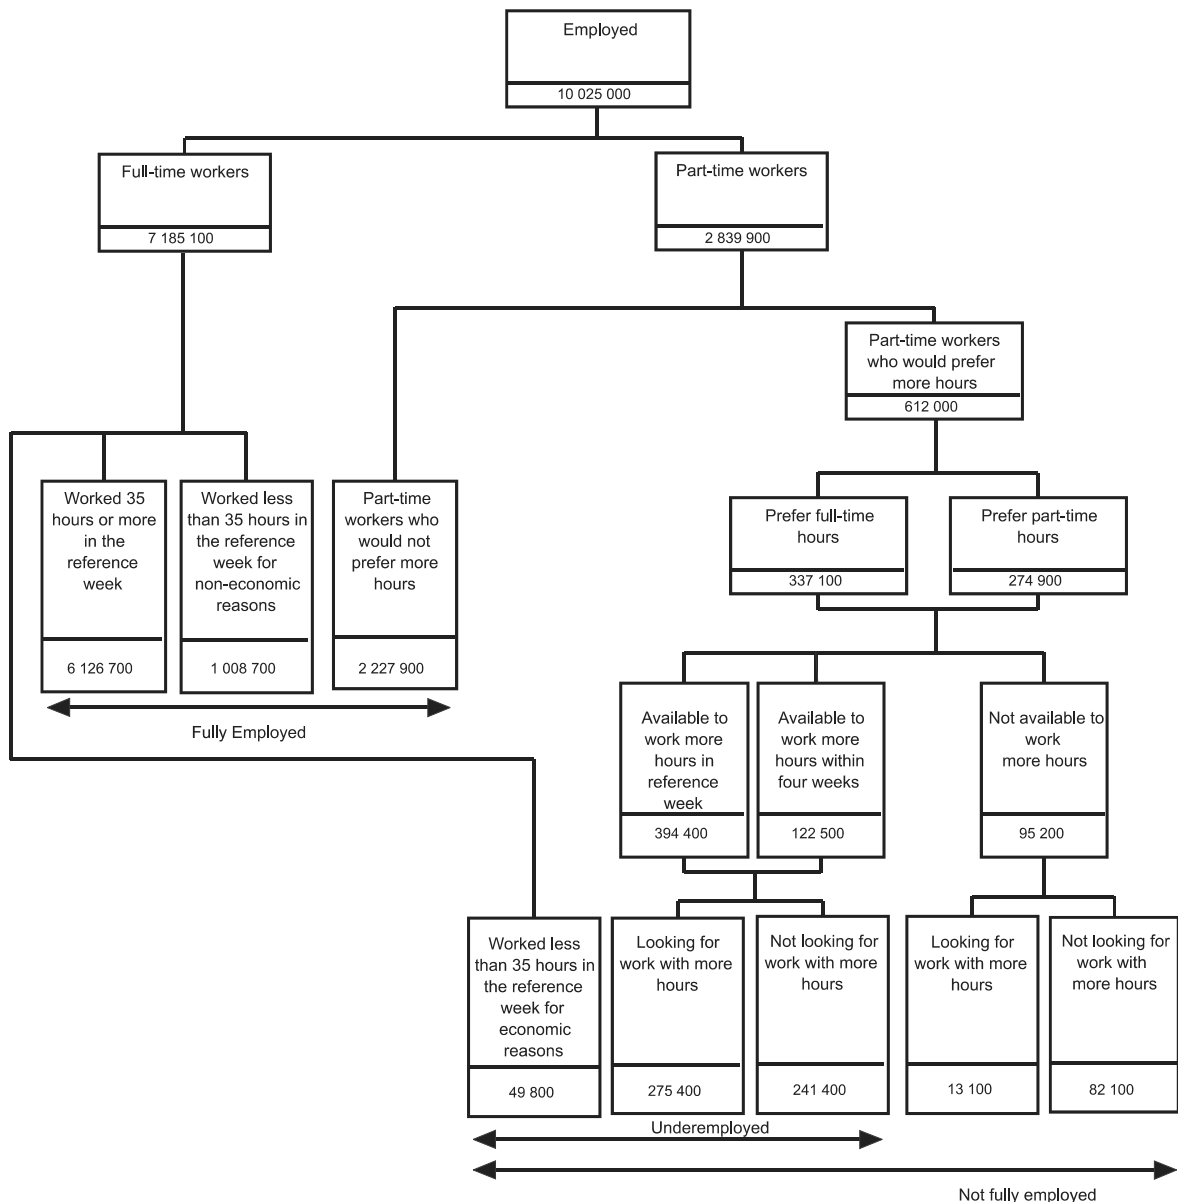 Employed
10 025 000
Full-time workers
7 185 100
Part-time workers
2 839 900
Part-time workers
who would prefer
more hours
612 000
Worked 35
hours or more
in the
reference
week
6 126 700
Worked less
than 35 hours in
the reference
week for
non-economic
reasons
1 008 700
Part-time
workers who
would not
prefer more
hours
2 227 900
Fully Employed
Prefer full-time
hours
337 100
Prefer part-time
hours
274 900
Available to
work more
hours in
reference
week
394 400
Available to
work more
hours within
four weeks
122 500
Not available to
work
more hours
95 200
Worked less
than 35 hours in
the reference
week for
economic
reasons
49 800
Looking for
work with more
hours
275 400
Not looking for
work with more
hours
241 400
Looking for
work with more
hours
13 100
Not looking for
work with
more hours
82 100
Underemployed
Not fully employed